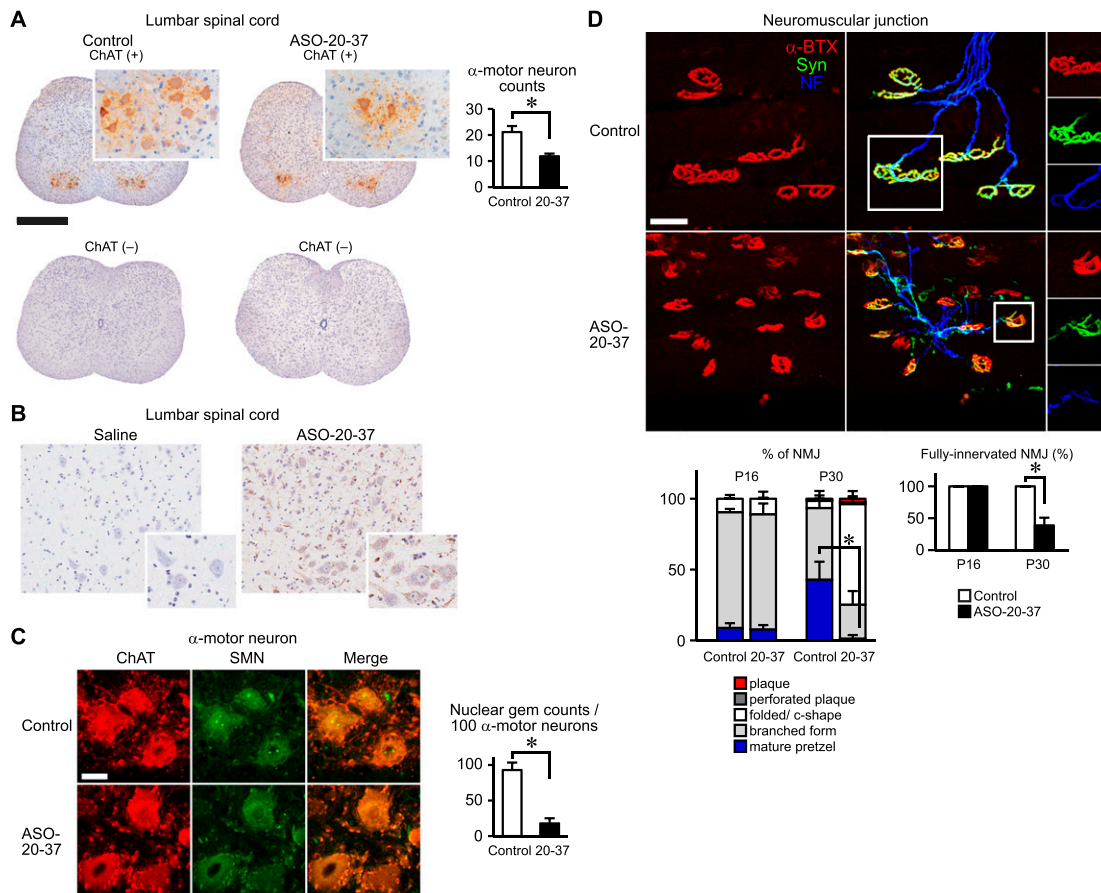 A
Lumbar spinal cord
Control
ChAT (+)
ASO-20-37
ChAT (+)
α-motor neuron
counts
*
30
20
10
0
Control 20-37
ChAT (–)
ChAT (–)
B
Lumbar spinal cord
Saline
ASO-20-37
C
α-motor neuron
ChAT
SMN
Merge
Control
ASO-
20-37
Nuclear gem counts /
100 α-motor neurons
*
100
50
0
Control 20-37
D
Neuromuscular junction
α-BTX
Syn
NF
Control
ASO-
20-37
% of NMJ
P16
P30
*
100
50
0
Control 20-37 Control 20-37
plaque
perforated plaque
folded/ c-shape
branched form
mature pretzel
Fully-innervated NMJ (%)
*
100
50
0
P16
P30
Control
ASO-20-37